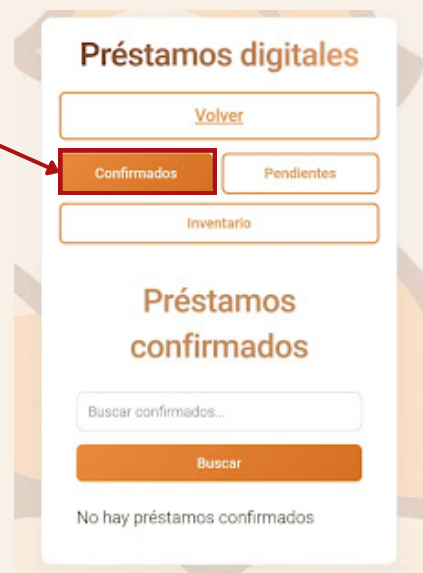 Préstamos digitales
Volver
Confirmados
Pendientes
Inventario
Préstamos
confirmados
Buscar confirmados...
Buscar
No hay préstamos confirmados